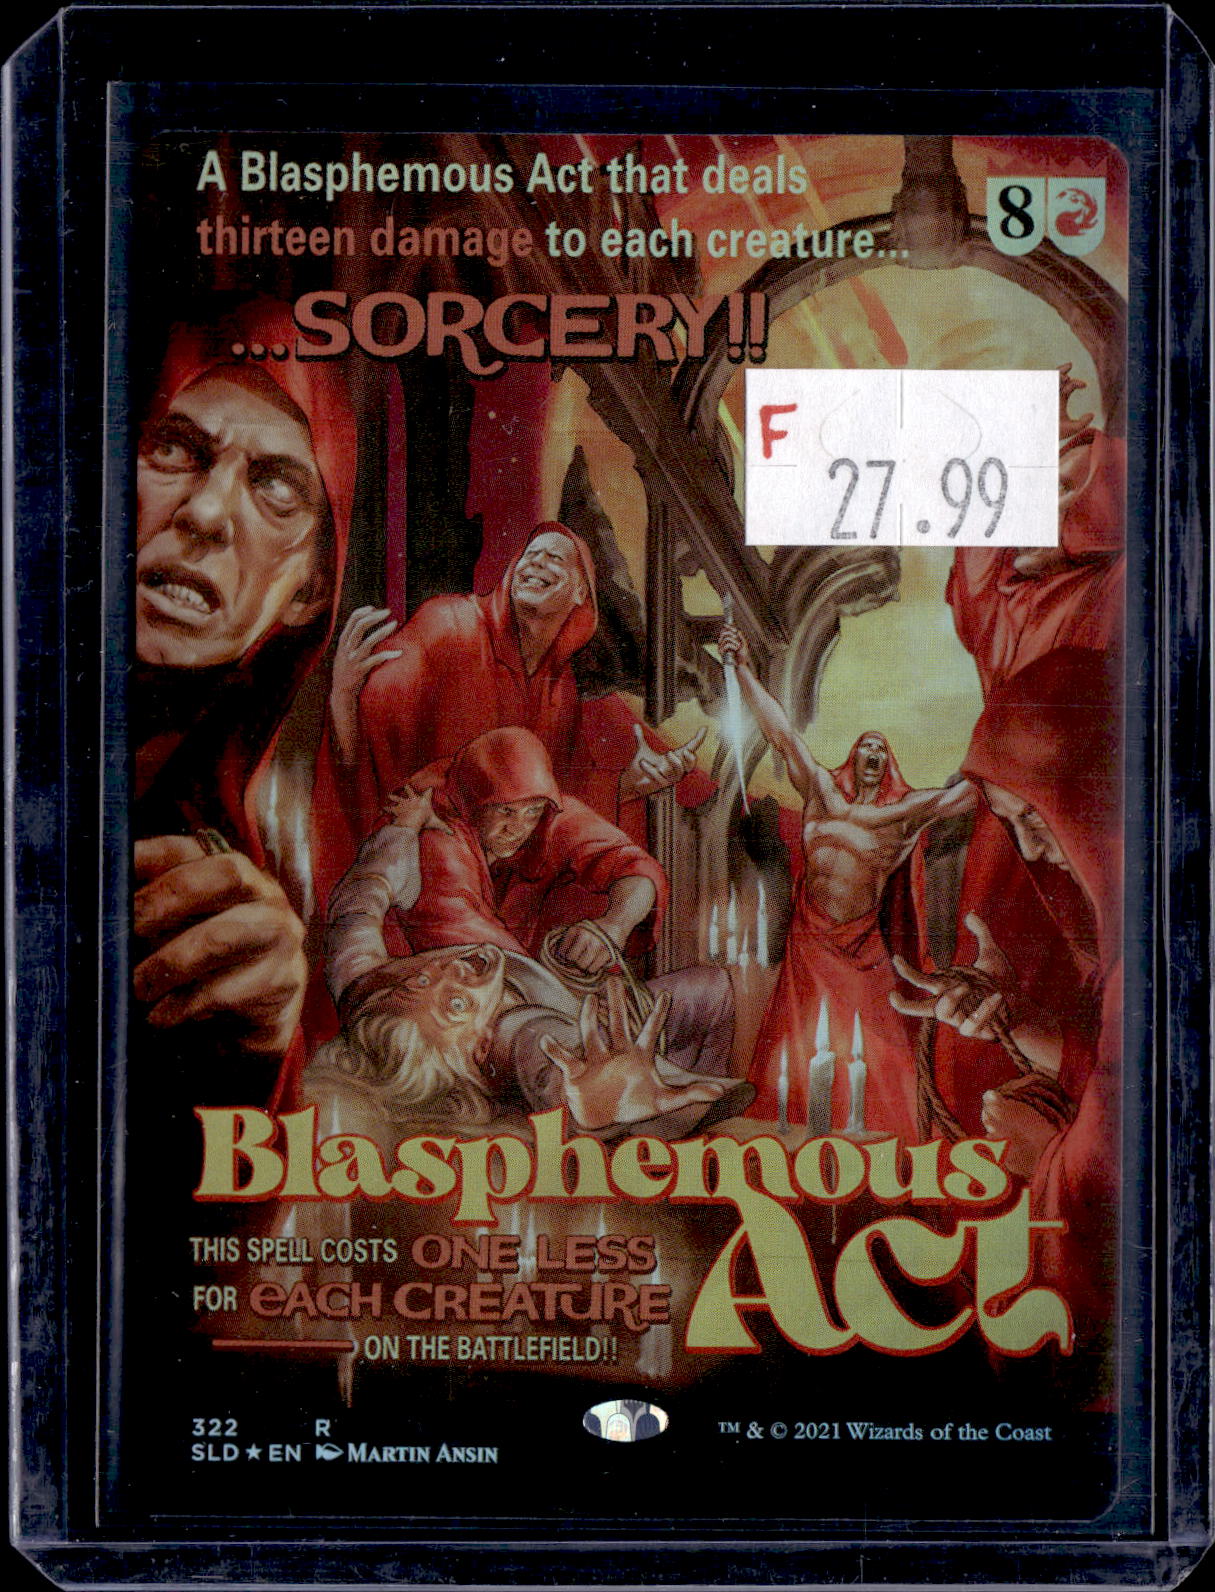 A Blasphemous Act that deals
thirteen damage to each creature...
8
...SORCERY!!
F
27.99
Blasphemous
Act
THIS SPELL COSTS ONE LESS
FOR EACH CREATURE
ON THE BATTLEFIELD!!
322 R
SLD ★ EN MARTIN ANSIN
™ & © 2021 Wizards of the Coast